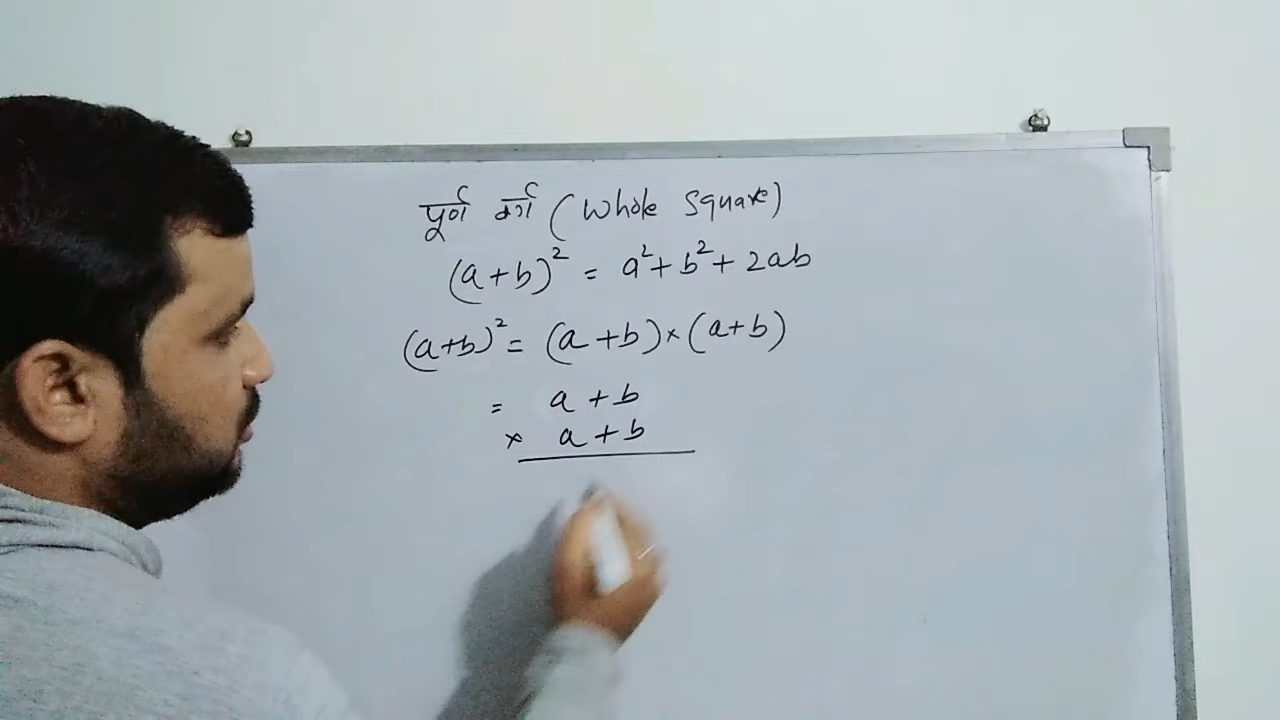 पूर्ण वर्ग (Whole Square)
(a+b)² = a²+b²+2ab
(a+b)² = (a+b)×(a+b)
= a+b
× a+b